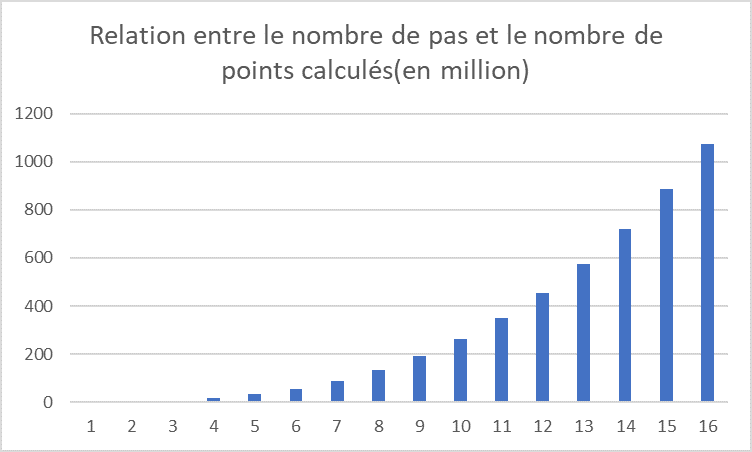 Relation entre le nombre de pas et le nombre de
points calculés(en million)
1200
1000
800
600
400
200
0
1 2 3 4 5 6 7 8 9 10 11 12 13 14 15 16